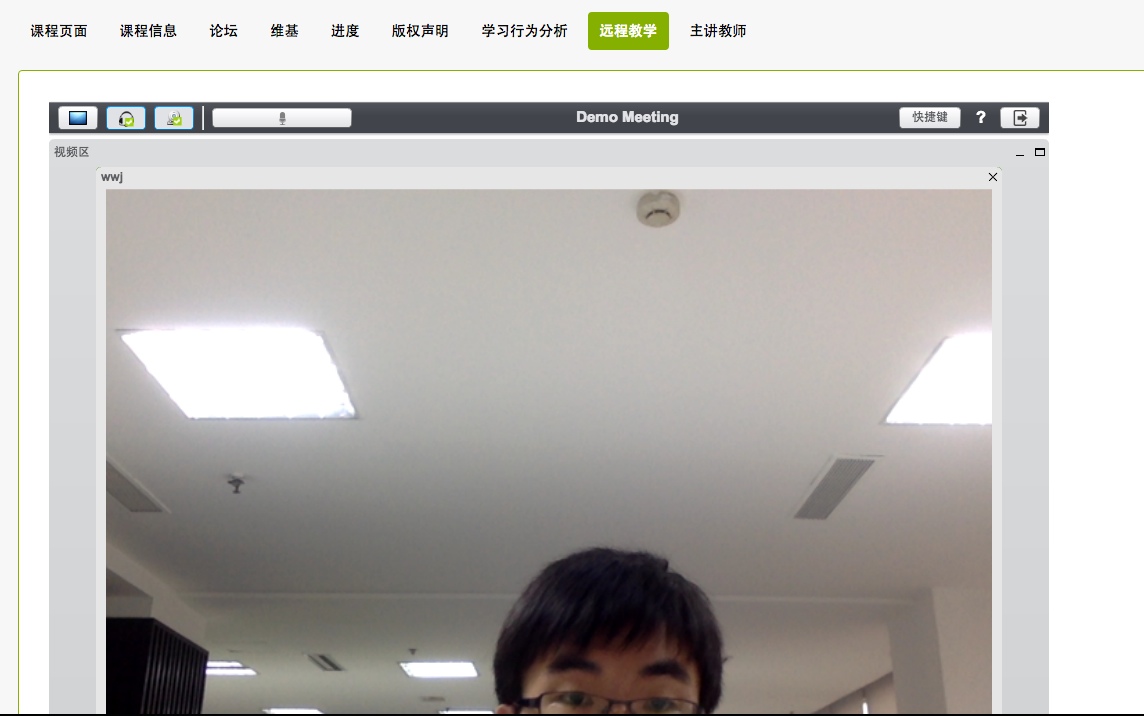 课程页面 课程信息 论坛 维基 进度 版权声明 学习行为分析 远程教学 主讲教师
Demo Meeting 快捷键 ?
视频区
wwj